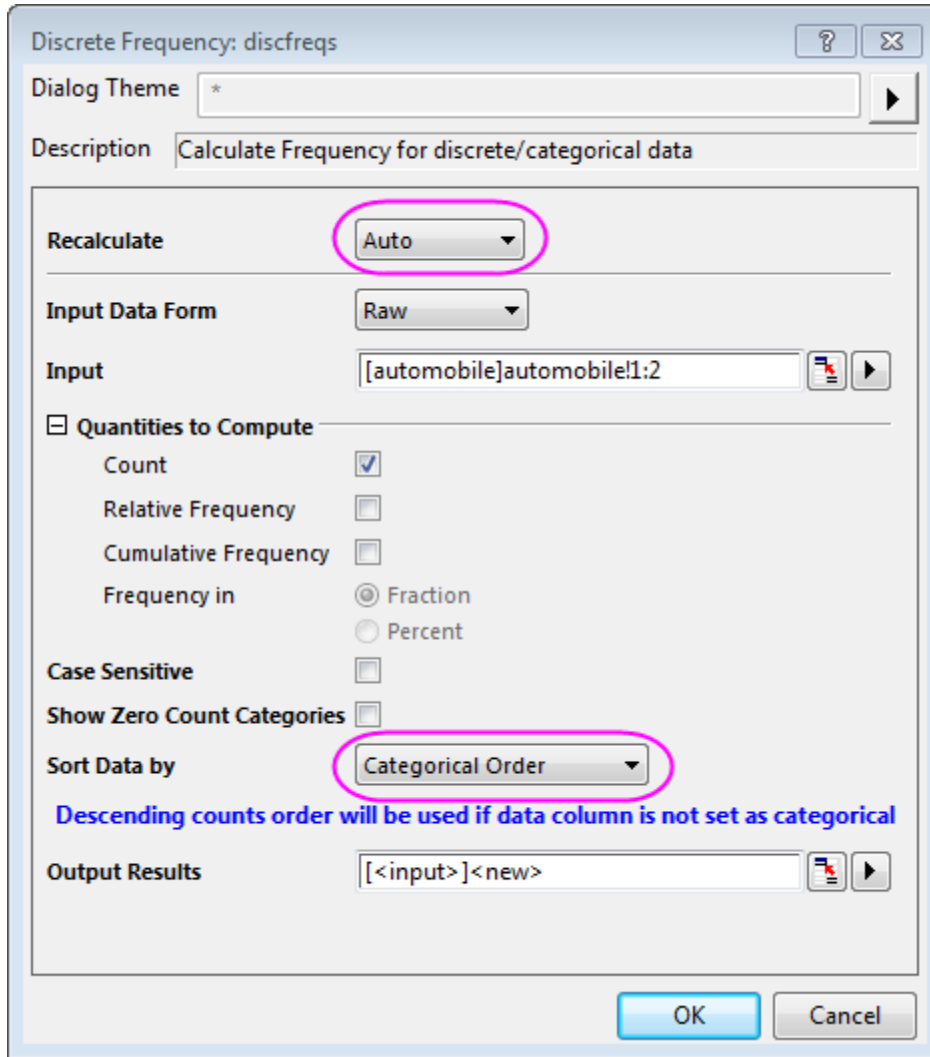 Discrete Frequency: discfreqs
Dialog Theme *
Description Calculate Frequency for discrete/categorical data
Recalculate Auto
Input Data Form Raw
Input [automobile]automobile!1:2
Quantities to Compute
Count
Relative Frequency
Cumulative Frequency
Frequency in Fraction
Percent
Case Sensitive
Show Zero Count Categories
Sort Data by Categorical Order
Descending counts order will be used if data column is not set as categorical
Output Results [<input>]<new>
OK Cancel